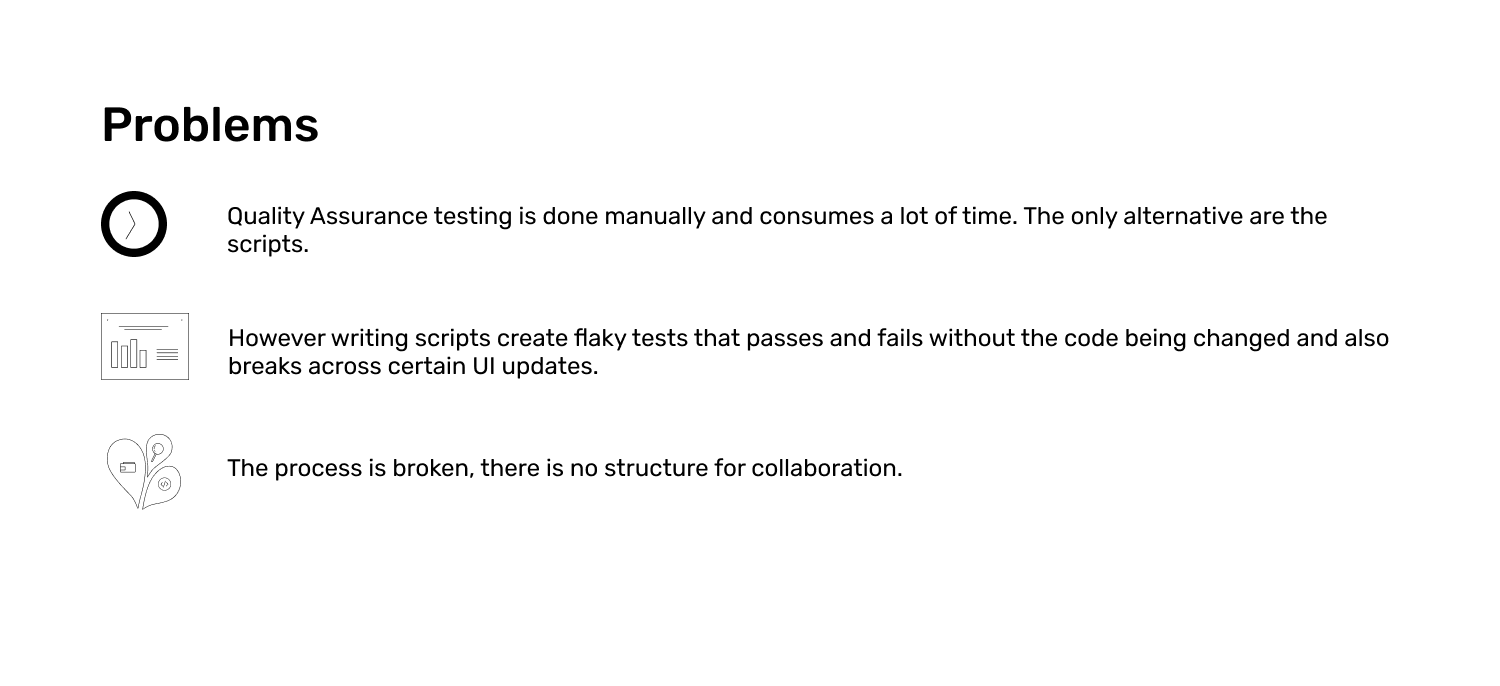 Problems
Quality Assurance testing is done manually and consumes a lot of time. The only alternative are the
scripts.
However writing scripts create flaky tests that passes and fails without the code being changed and also
breaks across certain UI updates.
The process is broken, there is no structure for collaboration.